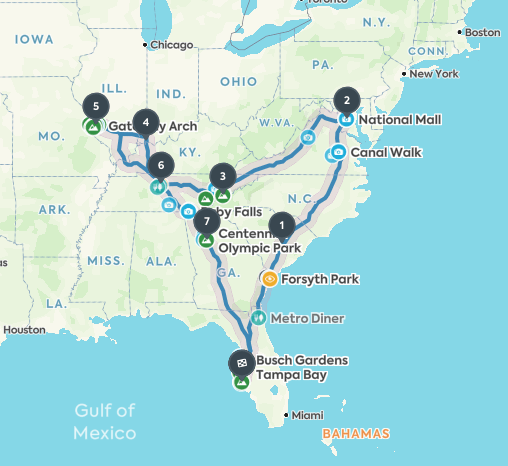 Toronto
N.Y.
Boston
IOWA
Chicago
CONN.
PA.
New York
OHIO
ILL.
IND.
5
2
4
Gateway Arch
National Mall
MO.
W.VA.
KY.
Canal Walk
6
3
N.C.
ARK.
Ruby Falls
7
1
Centennial
Olympic Park
MISS.
ALA.
GA.
Forsyth Park
LA.
Metro Diner
Houston
Busch Gardens
Tampa Bay
Gulf of
Mexico
Miami
BAHAMAS